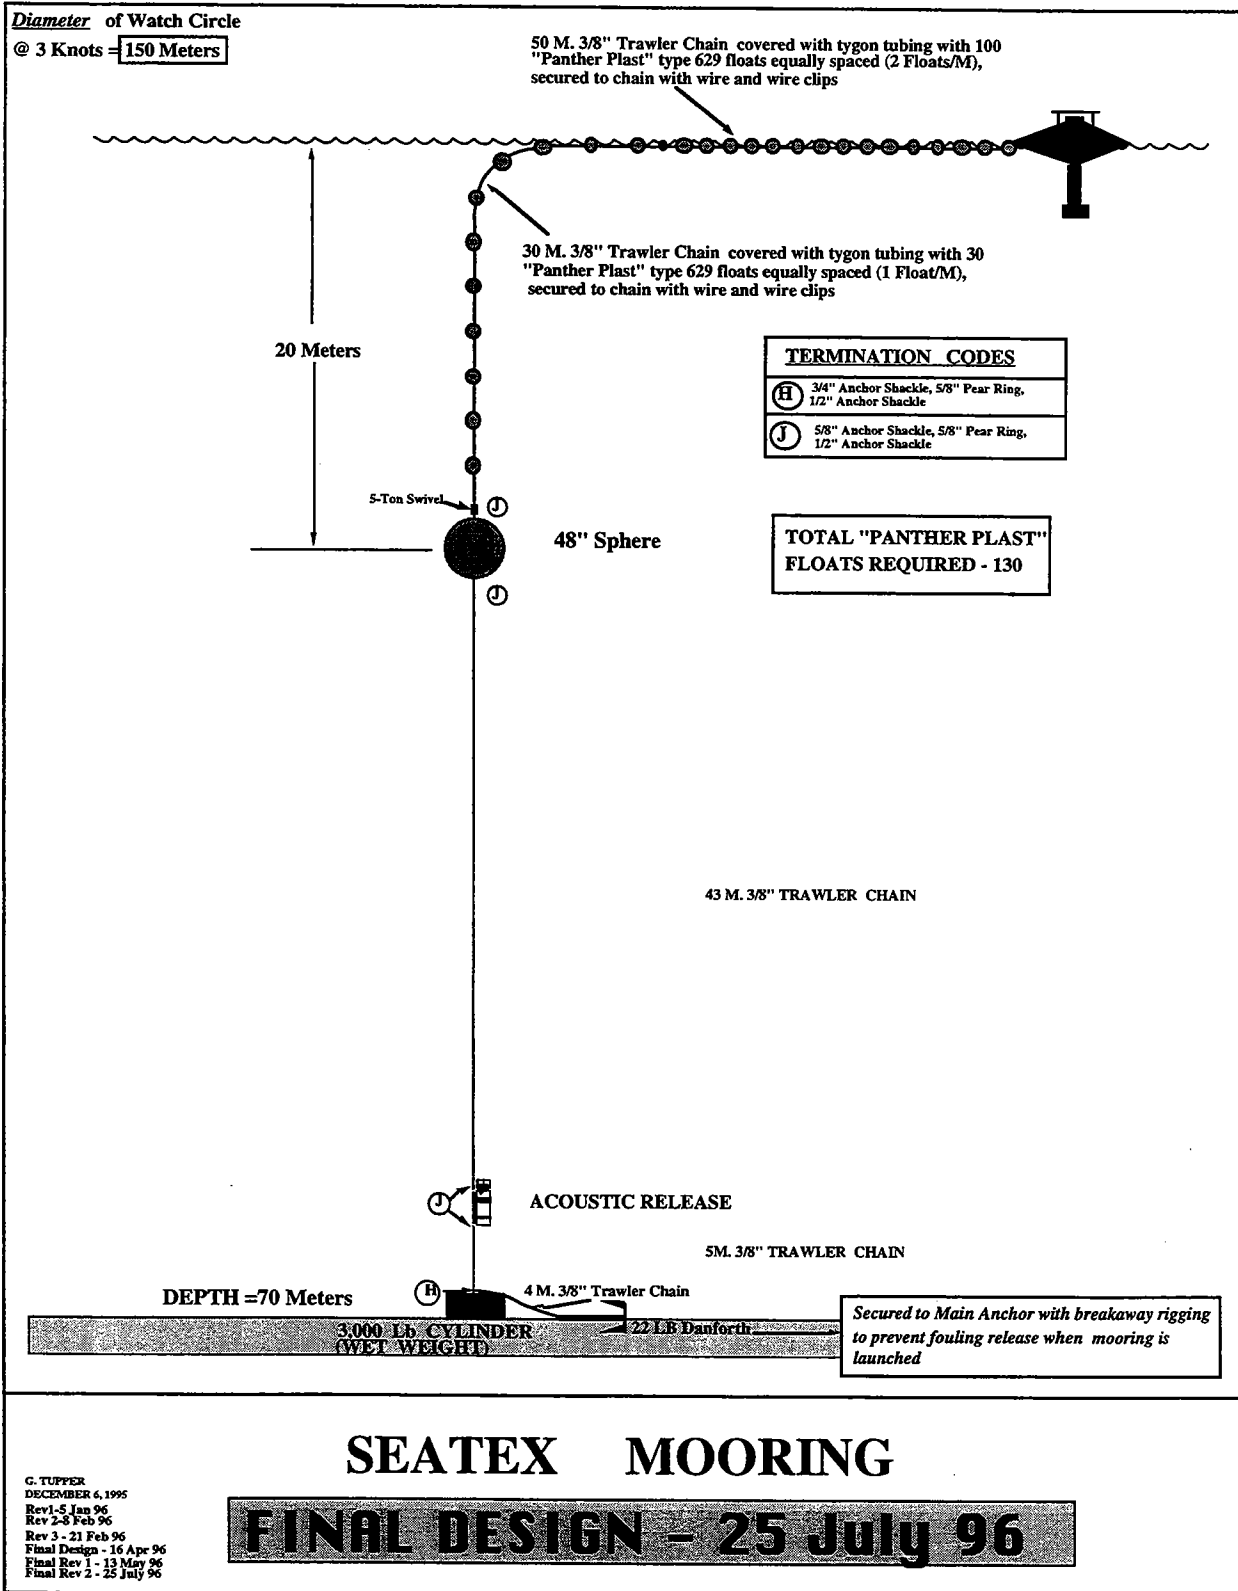 Diameter of Watch Circle
@ 3 Knots = 150 Meters
50 M. 3/8" Trawler Chain covered with tygon tubing with 100
"Panther Plast" type 629 floats equally spaced (2 Floats/M),
secured to chain with wire and wire clips
30 M. 3/8" Trawler Chain covered with tygon tubing with 30
"Panther Plast" type 629 floats equally spaced (1 Float/M),
secured to chain with wire and wire clips
20 Meters
TERMINATION CODES
H 3/4" Anchor Shackle, 5/8" Pear Ring,
1/2" Anchor Shackle
J 5/8" Anchor Shackle, 5/8" Pear Ring,
1/2" Anchor Shackle
5-Ton Swivel
J
48" Sphere
TOTAL "PANTHER PLAST"
FLOATS REQUIRED - 130
J
43 M. 3/8" TRAWLER CHAIN
J
ACOUSTIC RELEASE
5M. 3/8" TRAWLER CHAIN
DEPTH =70 Meters
H
4 M. 3/8" Trawler Chain
3,000 Lb CYLINDER
(WET WEIGHT)
22 LB Danforth
Secured to Main Anchor with breakaway rigging
to prevent fouling release when mooring is
launched
SEATEX MOORING
FINAL DESIGN - 25 July 96
G. TUPPER
DECEMBER 6, 1995
Rev1-5 Jan 96
Rev 2-8 Feb 96
Rev 3 - 21 Feb 96
Final Design - 16 Apr 96
Final Rev 1 - 13 May 96
Final Rev 2 - 25 July 96